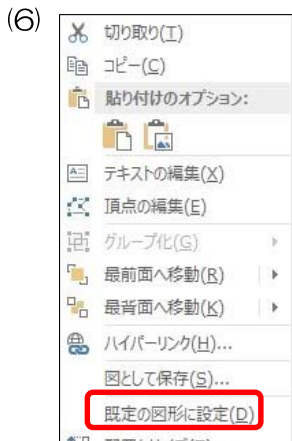 (6)
切り取り(T)
コピー(C)
貼り付けのオプション:
テキストの編集(X)
頂点の編集(E)
グループ化(G)
最前面へ移動(R)
最背面へ移動(K)
ハイパーリンク(H)...
図として保存(S)...
既定の図形に設定(D)